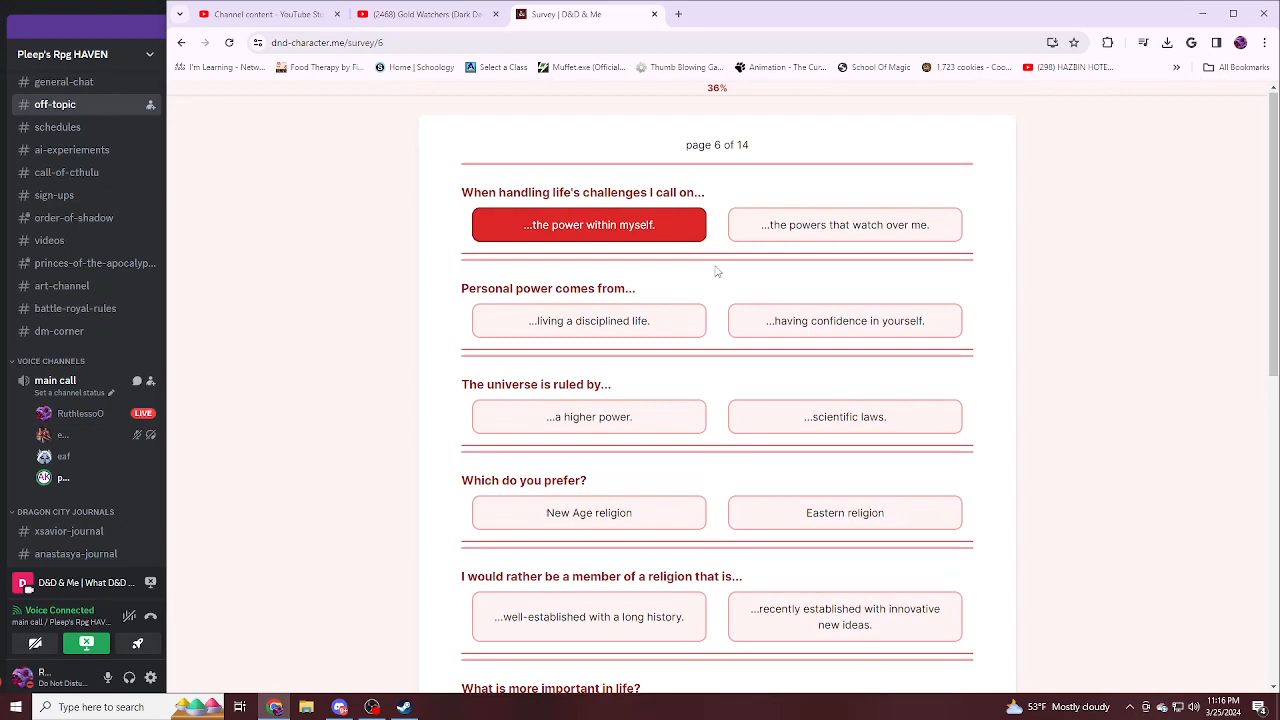 Channel content - YouTube Stu
(2468) Gold Watchers (Dark De
Survey | D&D & Me
dnd-character.me/survey/6
I'm Learning - Netw...
Food Therapy by Fi...
Home | Schoology
Select a Class
Muffet.exe (Official...
Thumb Blowing Ga...
Animation - The Cur...
School Of Magic
1,723 cookies - Coo...
(298) HAZBIN HOTE...
All Bookmarks
Pleep's Rpg HAVEN
general-chat
off-topic
schedules
ai-experiments
call-of-cthulu
sign-ups
order-of-shadow
videos
princes-of-the-apocalyp...
art-channel
battle-royal-rules
dm-corner
VOICE CHANNELS
main call
Set a channel status
RuthlessoO
LIVE
e...
eaf
AK p...
DRAGON CITY JOURNALS
xsavior-journal
anastasya-journal
D D&D & Me | What D&D ...
Voice Connected
main call / Pleep's Rpg HAV...
R...
Do Not Distu...
36%
page 6 of 14
When handling life's challenges I call on...
...the power within myself.
...the powers that watch over me.
Personal power comes from...
...living a disciplined life.
...having confidence in yourself.
The universe is ruled by...
...a higher power.
...scientific laws.
Which do you prefer?
New Age religion
Eastern religion
I would rather be a member of a religion that is...
...well-established with a long history.
...recently established with innovative
new ideas.
What is more important in life?
Type here to search
53°F Mostly cloudy
11:16 PM
3/25/2024